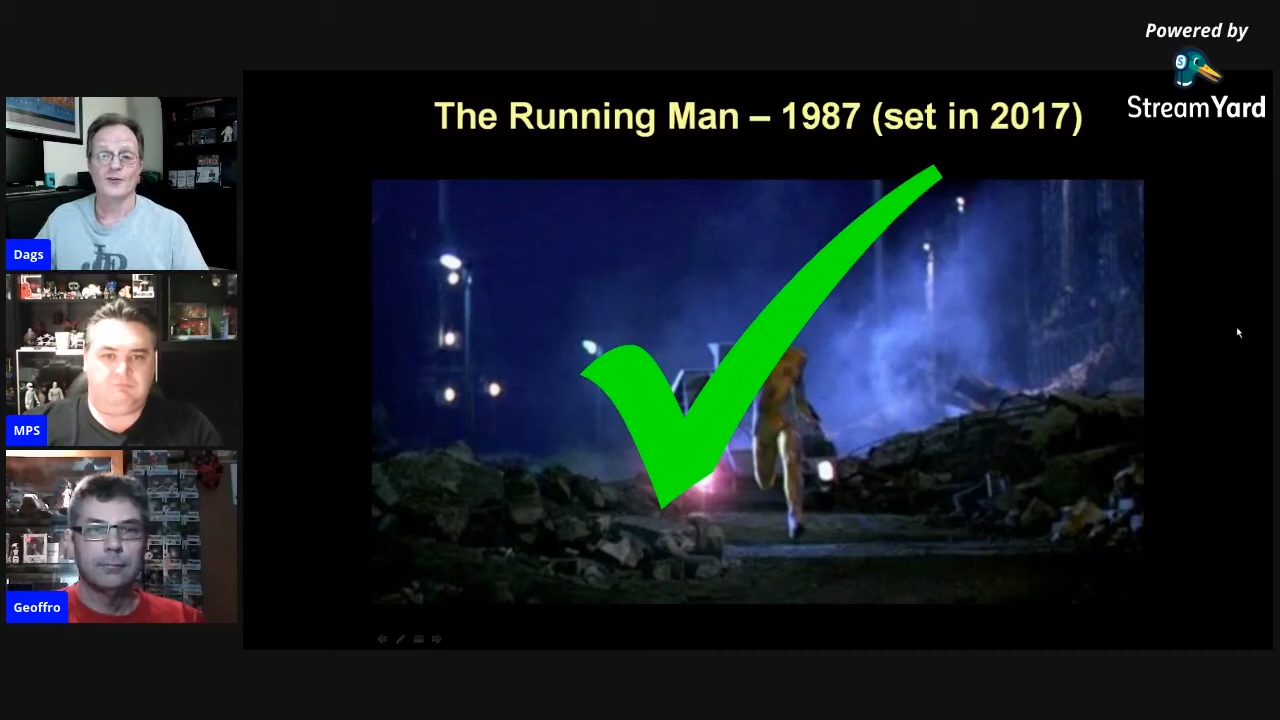 Powered by
StreamYard
The Running Man – 1987 (set in 2017)
Dags
MPS
Geoffro